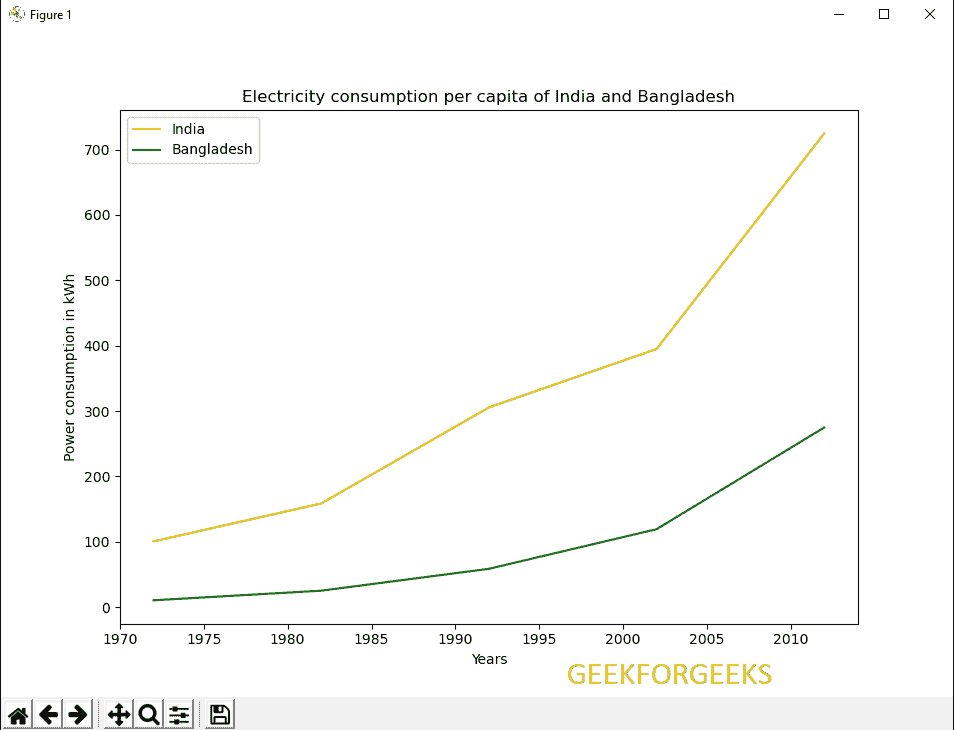 Figure 1
Electricity consumption per capita of India and Bangladesh
India
Bangladesh
700
600
500
400
300
200
100
0
Power consumption in kWh
1970 1975 1980 1985 1990 1995 2000 2005 2010
Years
GEEKFORGEEKS